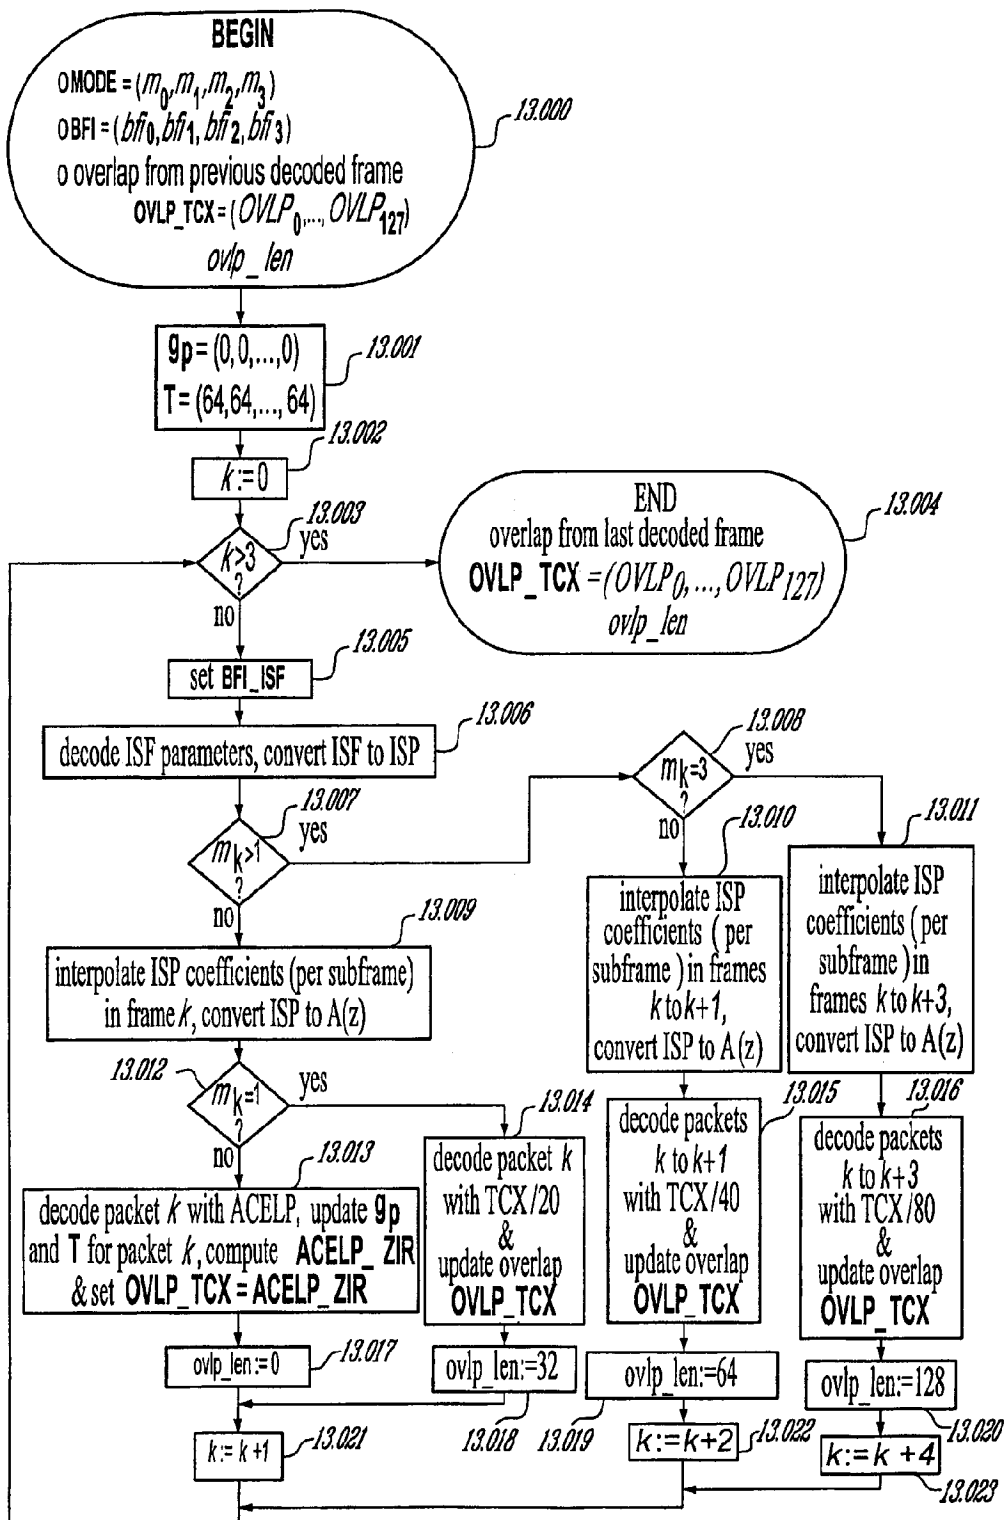 BEGIN
o MODE = (m0, m1, m2, m3)
o BFI = (bfi0, bfi1, bfi2, bfi3)
o overlap from previous decoded frame
OVLP_TCX = (OVLP0,..., OVLP127)
ovlp_len
13.000
gp = (0,0,...,0)
T = (64,64,..., 64)
13.001
13.002
k := 0
13.003
k>3
?
yes
no
END
overlap from last decoded frame
OVLP_TCX = (OVLP0, ..., OVLP127)
ovlp_len
13.004
13.005
set BFI_ISF
13.006
decode ISF parameters, convert ISF to ISP
13.007
mk>1
?
yes
no
13.008
mk=3
?
yes
no
13.009
interpolate ISP coefficients (per subframe)
in frame k, convert ISP to A(z)
13.010
interpolate ISP
coefficients ( per
subframe ) in frames
k to k+1,
convert ISP to A(z)
13.011
interpolate ISP
coefficients (per
subframe ) in
frames k to k+3,
convert ISP to A(z)
13.012
mk=1
?
yes
no
13.013
decode packet k with ACELP, update gp
and T for packet k, compute ACELP_ZIR
& set OVLP_TCX = ACELP_ZIR
13.014
decode packet k
with TCX/20
&
update overlap
OVLP_TCX
13.015
decode packets
k to k+1
with TCX/40
&
update overlap
OVLP_TCX
13.016
decode packets
k to k+3
with TCX/80
&
update overlap
OVLP_TCX
ovlp_len:=0
13.017
ovlp_len:=32
13.018
ovlp_len:=64
13.019
ovlp_len:=128
13.020
k:= k+1
13.021
k:= k+2
13.022
k:= k +4
13.023